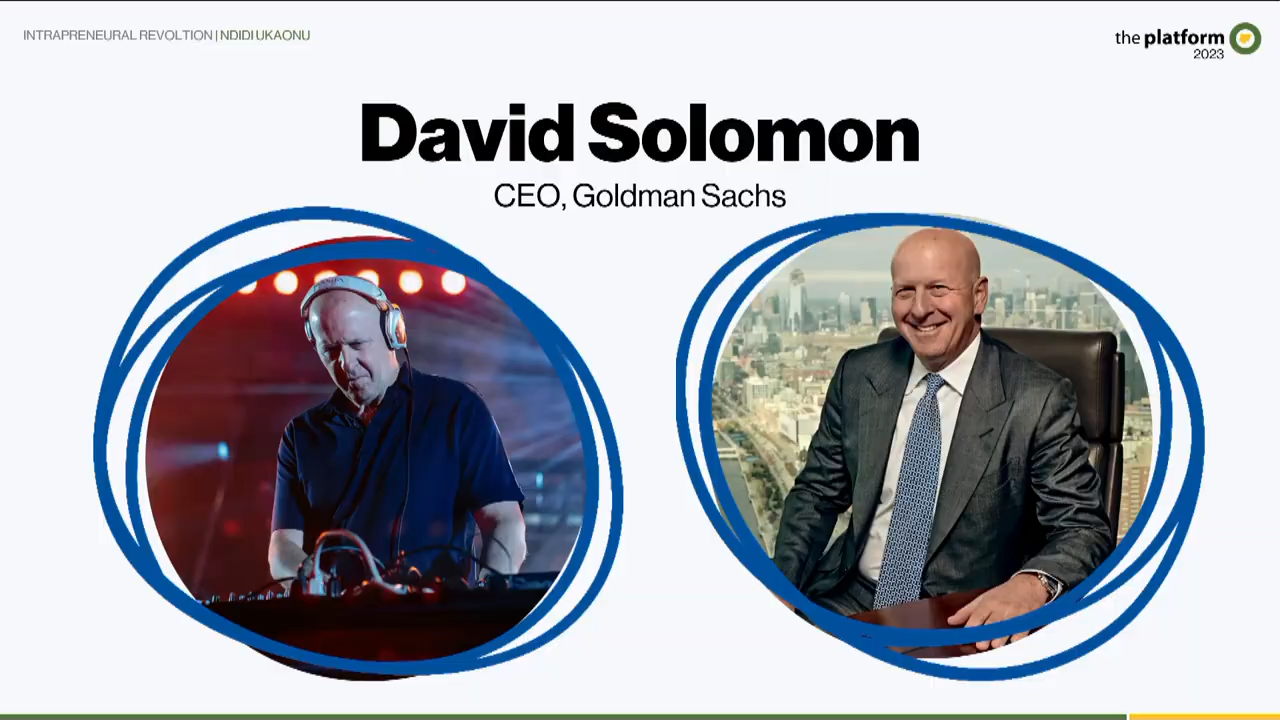 INTRAPRENEURAL REVOLTION | NDIDI UKAONU
the platform
2023
David Solomon
CEO, Goldman Sachs